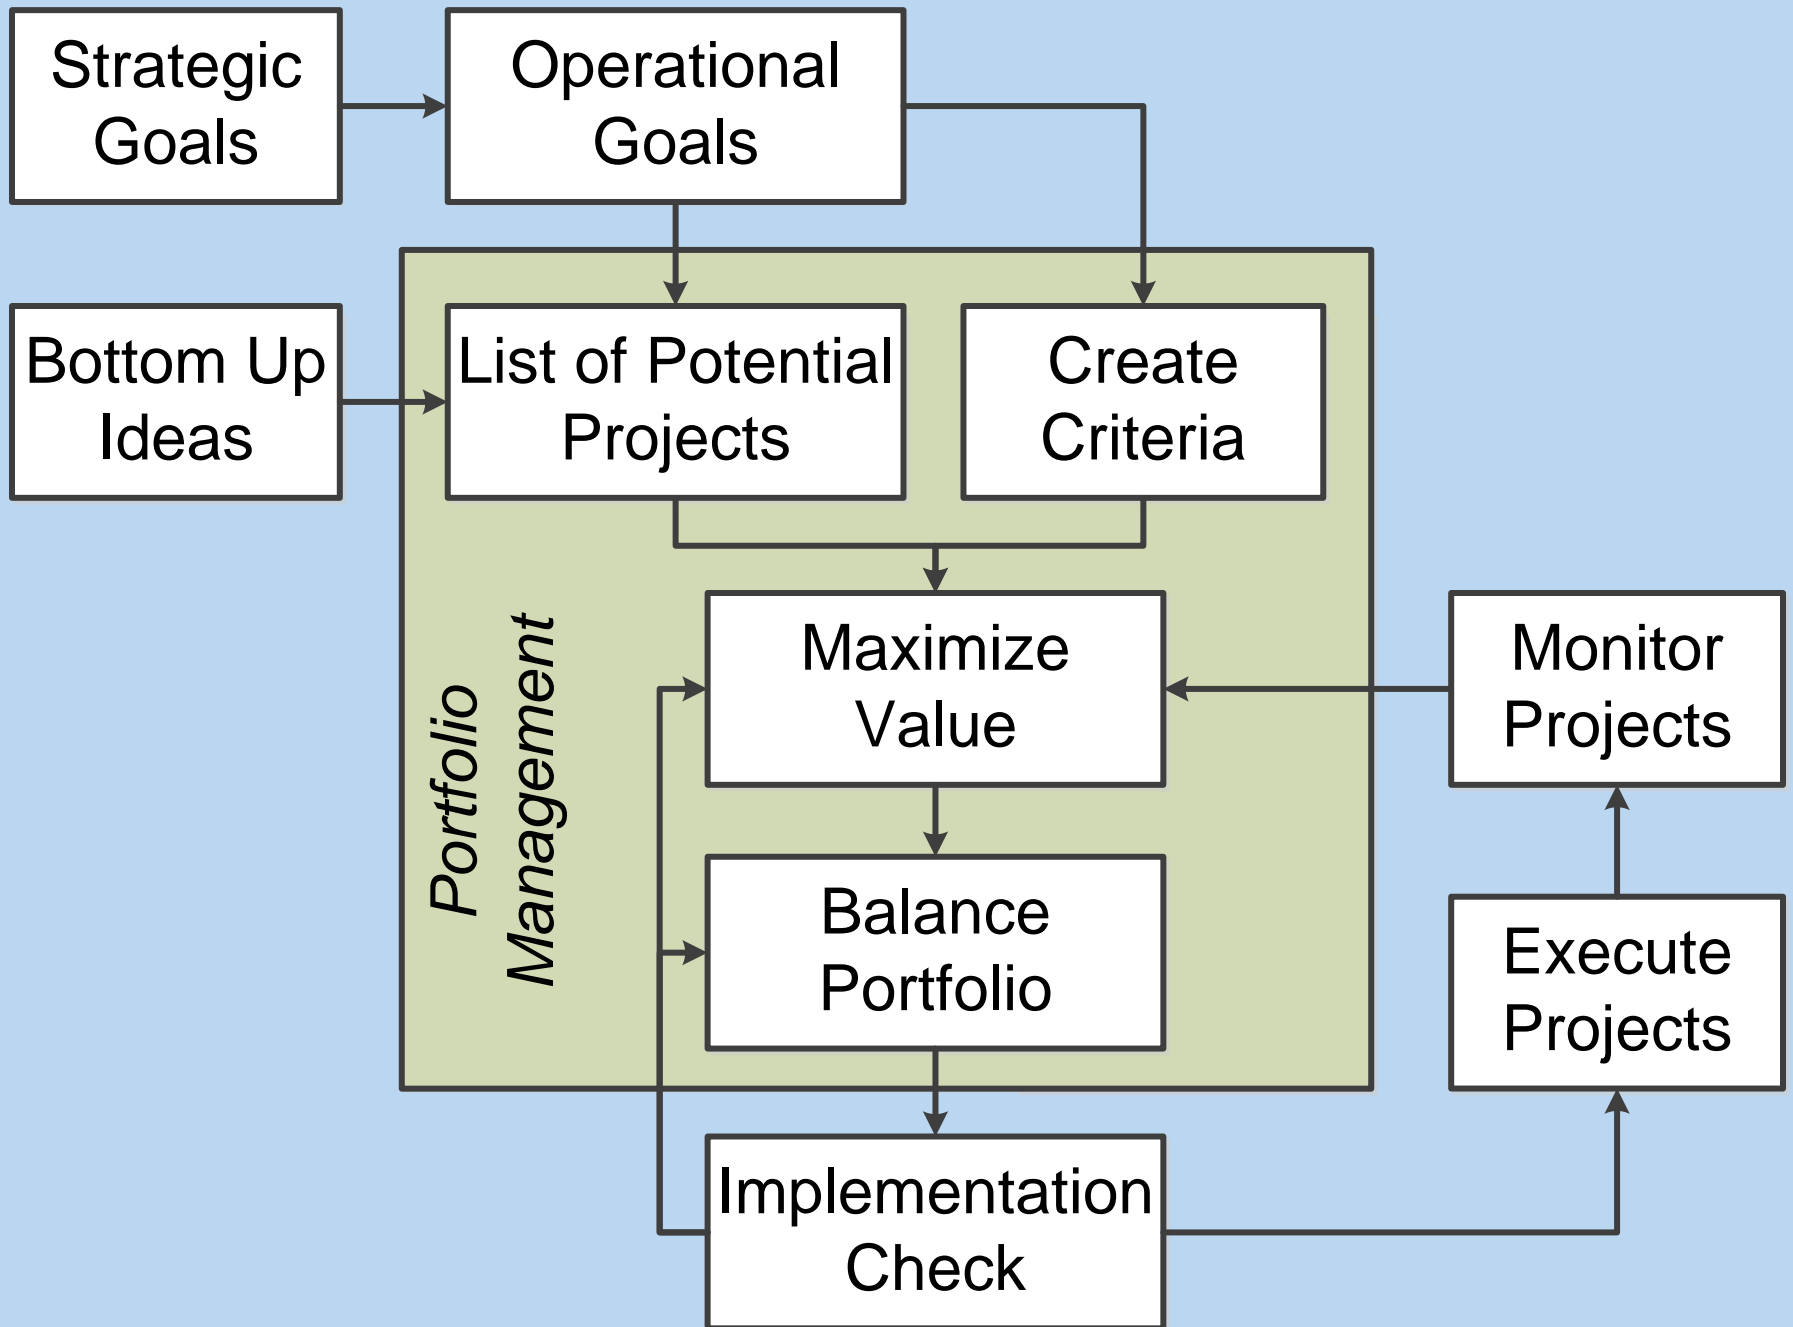 Strategic
Goals
Operational
Goals
Bottom Up
Ideas
List of Potential
Projects
Create
Criteria
Portfolio
Management
Maximize
Value
Monitor
Projects
Balance
Portfolio
Execute
Projects
Implementation
Check